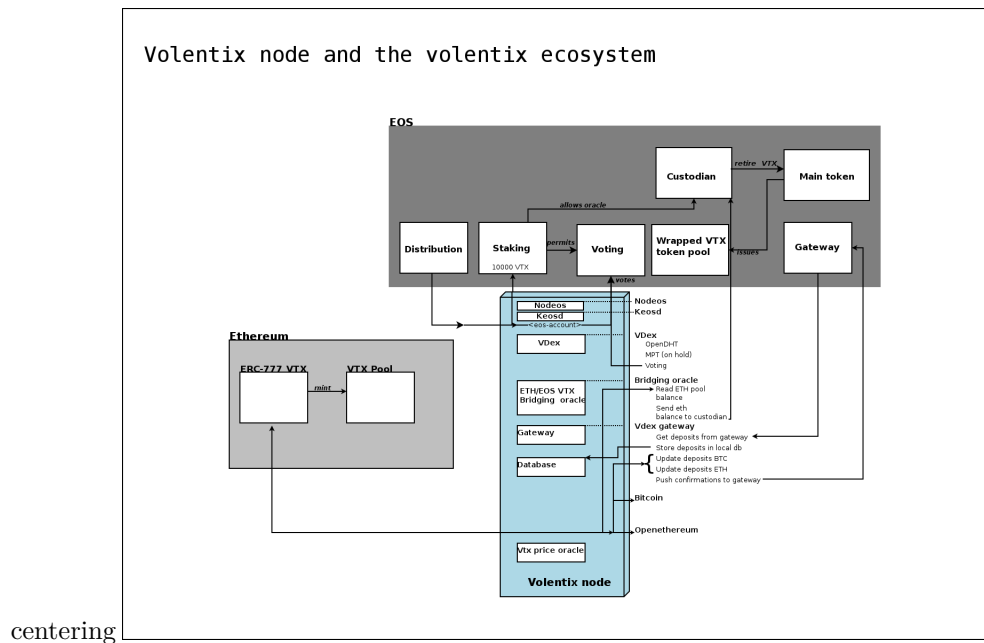 Volentix node and the volentix ecosystem
EOS
Custodian
retire VTX
Main token
allows oracle
Distribution
Staking
10000 VTX
permits
Voting
Wrapped VTX
token pool
issues
Gateway
votes
Nodeos
Keosd
<eos-account>
VDex
ETH/EOS VTX
Bridging oracle
Gateway
Database
Vtx price oracle
Volentix node
Nodeos
Keosd
VDex
OpenDHT
MPT (on hold)
Voting
Bridging oracle
Read ETH pool
balance
Send eth
balance to custodian
Vdex gateway
Get deposits from gateway
Store deposits in local db
Update deposits BTC
Update deposits ETH
Push confirmations to gateway
Bitcoin
Openethereum
Ethereum
ERC-777 VTX
mint
VTX Pool
centering